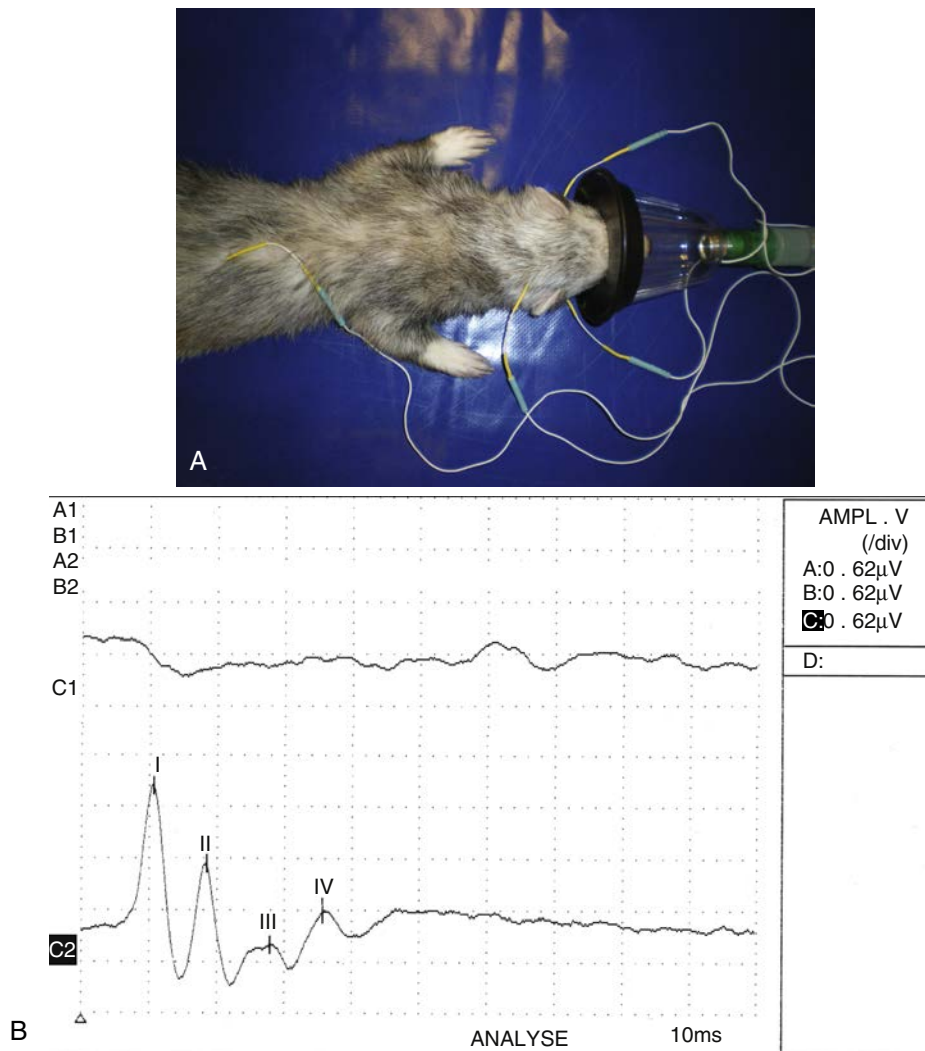 A
A1
B1
A2
B2
C1
I
II
III
IV
C2
AMPL . V
(/div)
A:0 . 62μV
B:0 . 62μV
C:0 . 62μV
D:
B
ANALYSE
10ms